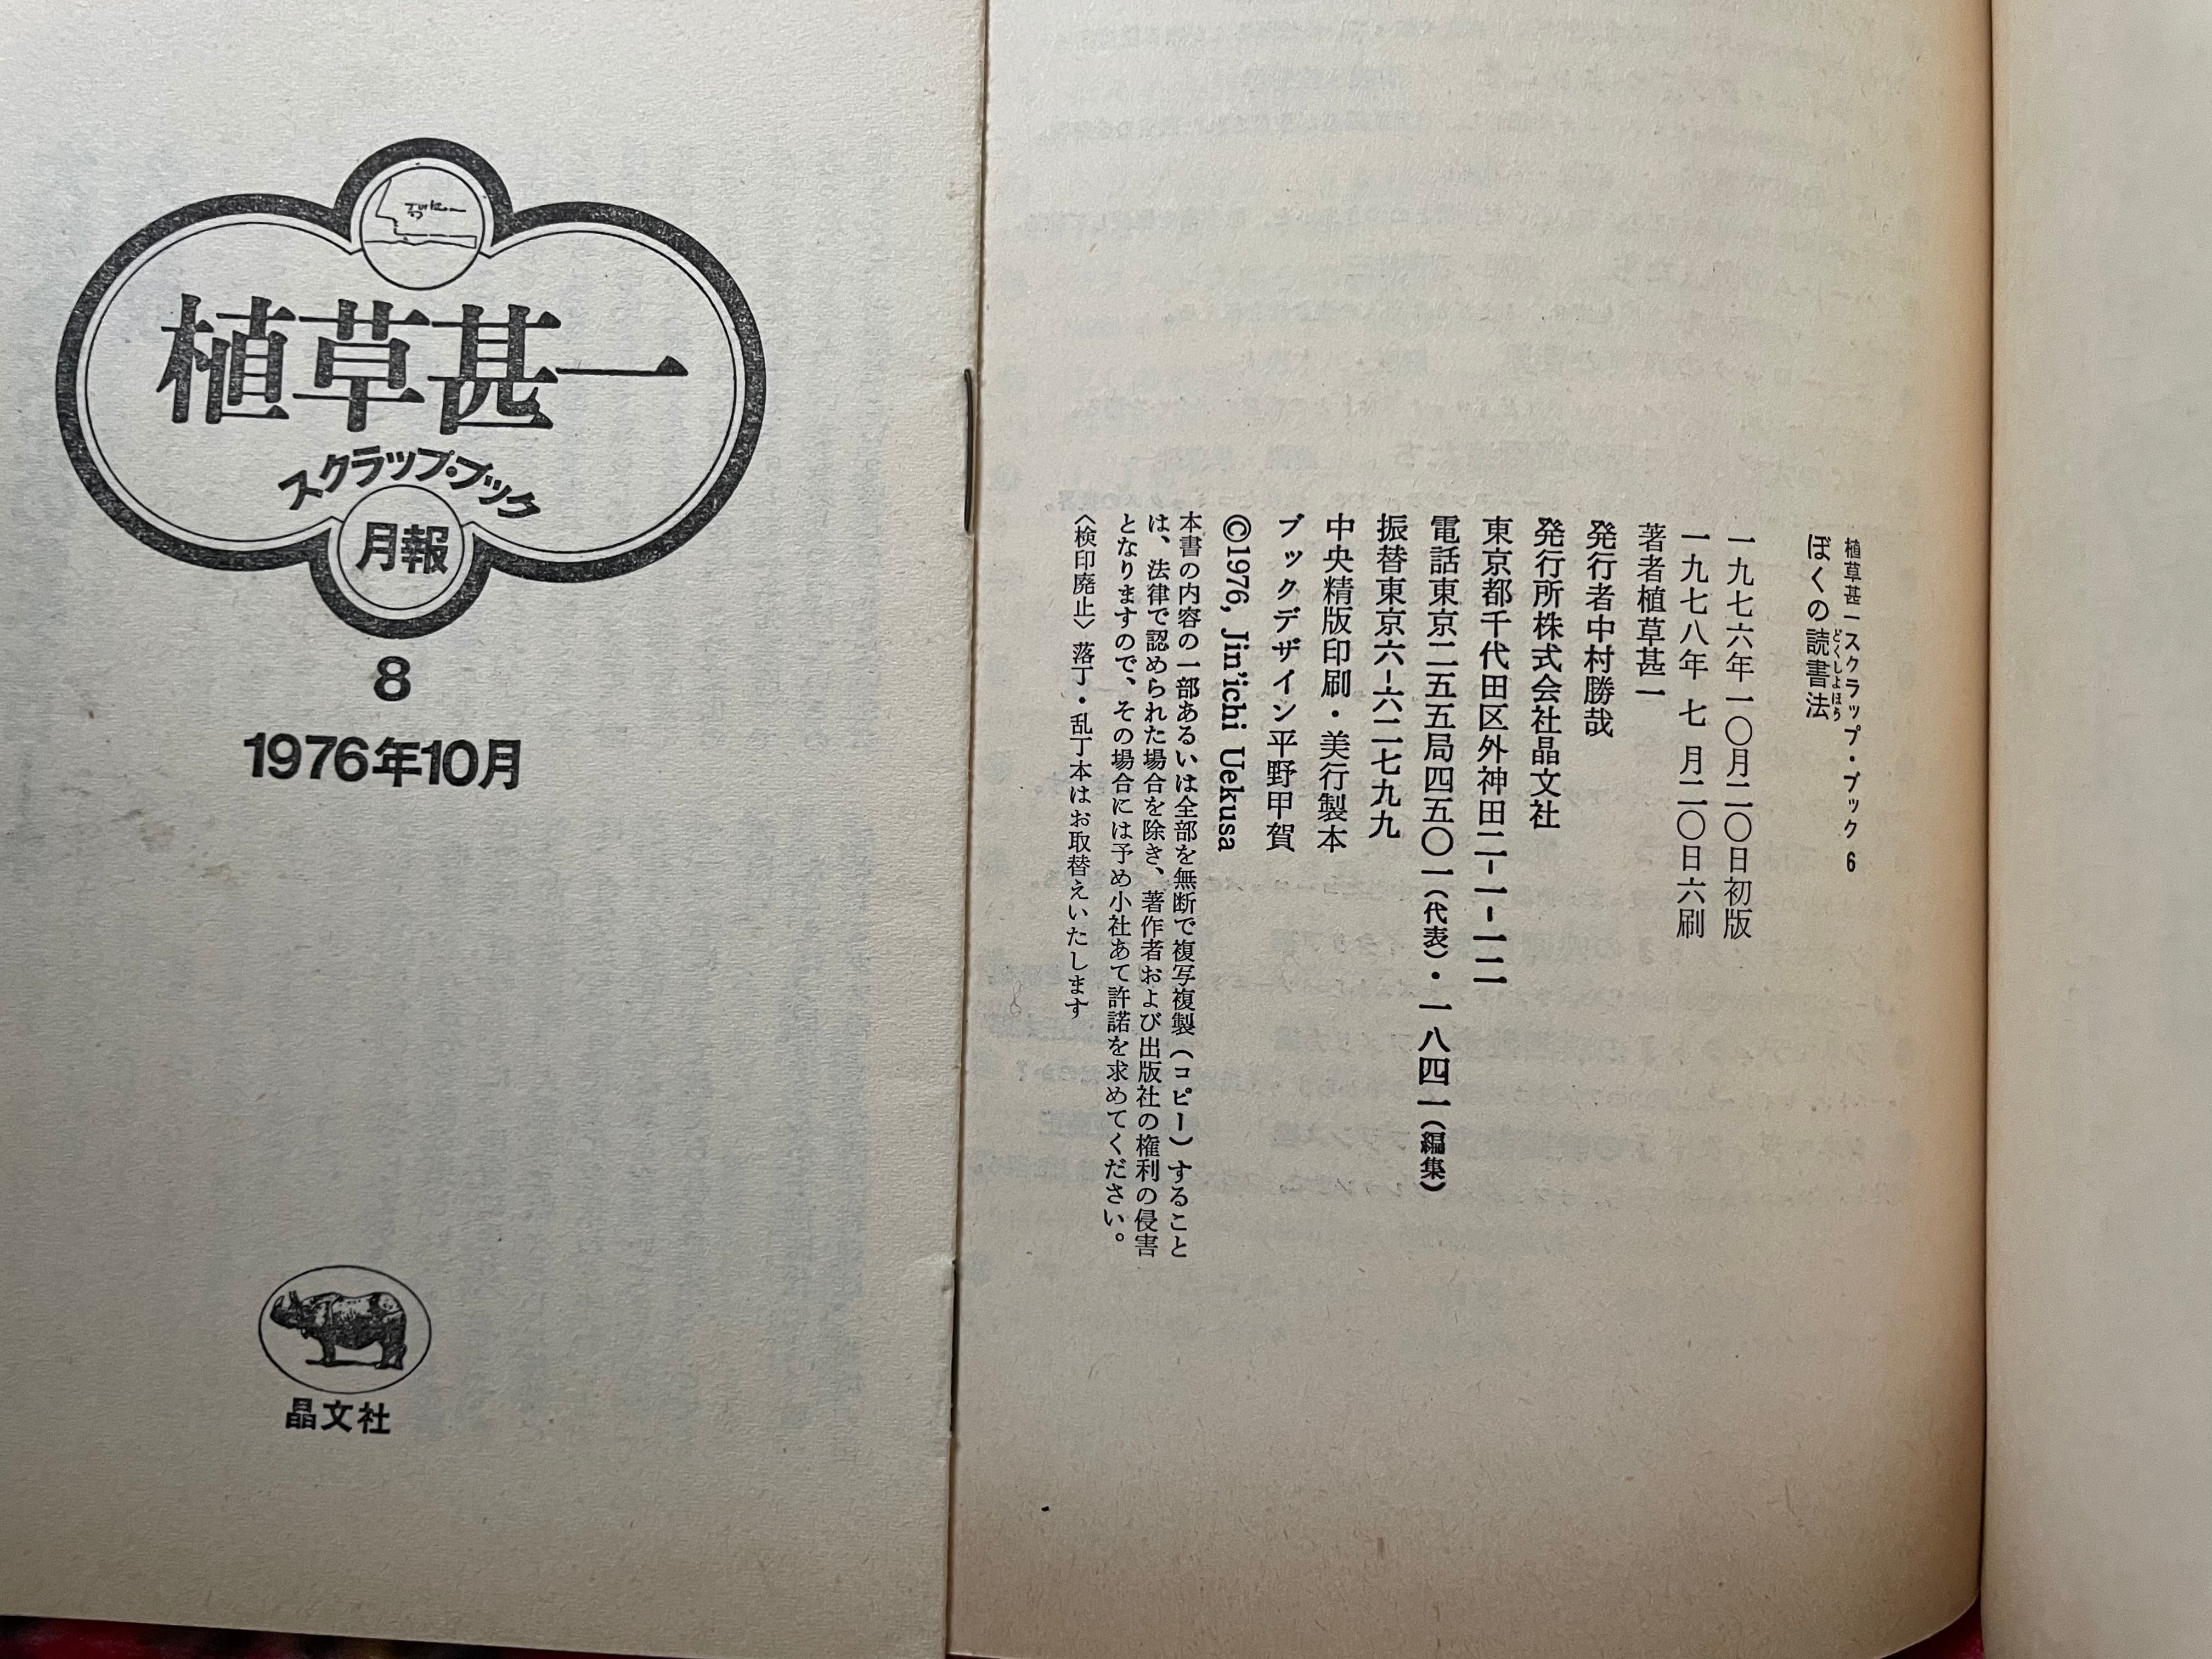 植草甚一
スクラップ・ブック
月報
8
1976年10月
晶文社
植草甚一スクラップ・ブック6
ぼくの読書法
どくしよほう
一九七六年一〇月二〇日初版
一九七八年 七 月二〇日六刷
著者植草甚一
発行者中村勝哉
発行所株式会社晶文社
東京都千代田区外神田二-一-一二
電話東京二五五局四五〇一(代表)・一八四一(編集)
振替東京六-六二七九九
中央精版印刷・美行製本
ブックデザイン平野甲賀
©1976, Jin'ichi Uekusa
本書の内容の一部あるいは全部を無断で複写複製(コピー)すること
は、法律で認められた場合を除き、著作者および出版社の権利の侵害
となりますので、その場合には予め小社あて許諾を求めてください。
〈検印廃止〉落丁・乱丁本はお取替えいたします